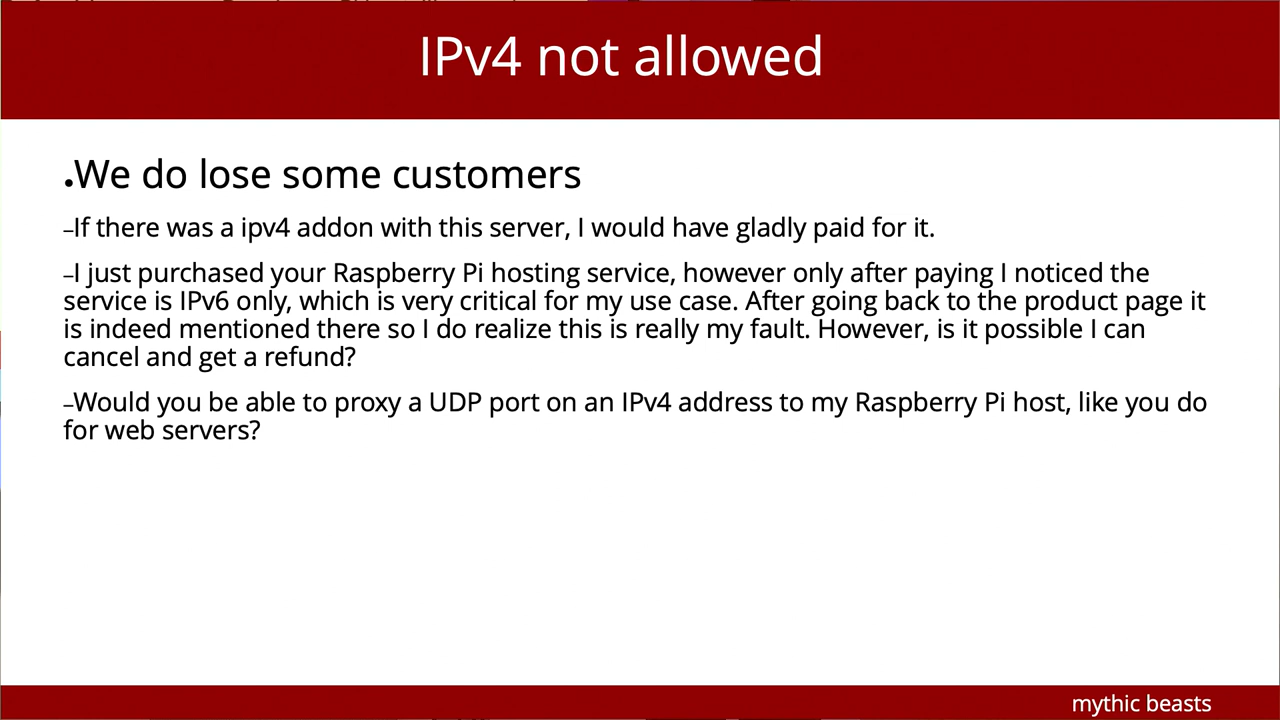 IPv4 not allowed
•We do lose some customers
–If there was a ipv4 addon with this server, I would have gladly paid for it.
–I just purchased your Raspberry Pi hosting service, however only after paying I noticed the
service is IPv6 only, which is very critical for my use case. After going back to the product page it
is indeed mentioned there so I do realize this is really my fault. However, is it possible I can
cancel and get a refund?
–Would you be able to proxy a UDP port on an IPv4 address to my Raspberry Pi host, like you do
for web servers?
mythic beasts